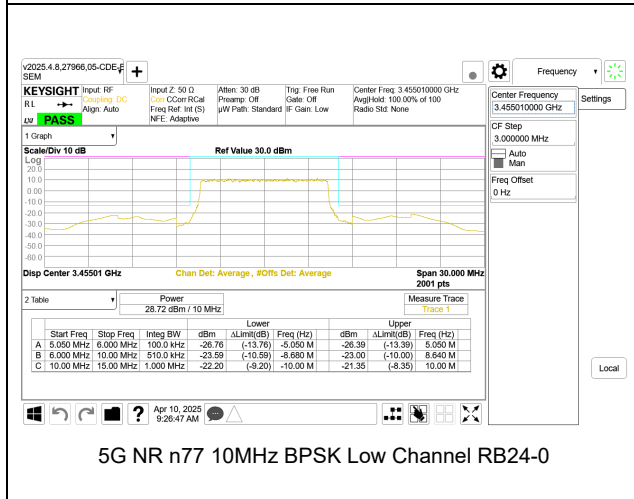 v2025.4.8,27966,05-CDE-F
SEM
Frequency
KEYSIGHT Input: RF Input Z: 50 Ω Atten: 30 dB Trig: Free Run Center Freq: 3.455010000 GHz
RL Coupling: DC Corr CCorr RCal Preamp: Off Gate: Off Avg|Hold: 100.00% of 100
Align: Auto Freq Ref: Int (S) µW Path: Standard IF Gain: Low Radio Std: None
PASS NFE: Adaptive
1 Graph
Scale/Div 10 dB Ref Value 30.0 dBm
Log
20.0
10.0
0.00
-10.0
-20.0
-30.0
-40.0
-50.0
-60.0
Disp Center 3.45501 GHz Chan Det: Average , #Offs Det: Average Span 30.000 MHz
2001 pts
2 Table Power Measure Trace
28.72 dBm / 10 MHz Trace 1
Lower Upper
Start Freq Stop Freq Integ BW dBm ΔLimit(dB) Freq (Hz) dBm ΔLimit(dB) Freq (Hz)
A 5.050 MHz 6.000 MHz 100.0 kHz -26.76 (-13.76) -5.050 M -26.39 (-13.39) 5.050 M
B 6.000 MHz 10.00 MHz 510.0 kHz -23.59 (-10.59) -8.680 M -23.00 (-10.00) 8.640 M
C 10.00 MHz 15.00 MHz 1.000 MHz -22.20 (-9.20) -10.00 M -21.35 (-8.35) 10.00 M
Apr 10, 2025
9:26:47 AM
Center Frequency
3.455010000 GHz
Settings
CF Step
3.000000 MHz
Auto
Man
Freq Offset
0 Hz
Local
5G NR n77 10MHz BPSK Low Channel RB24-0